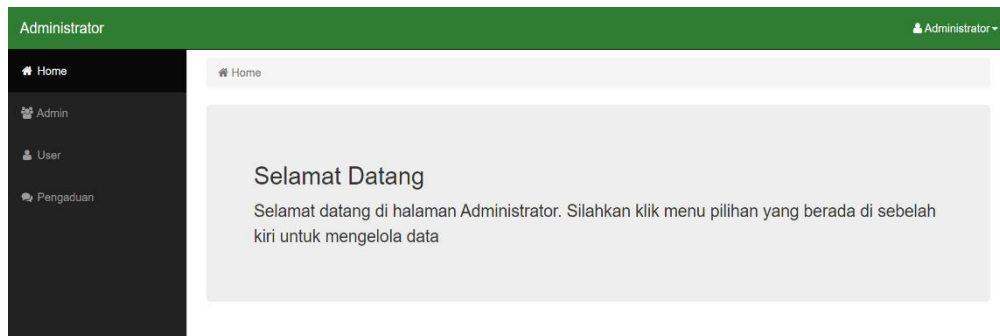 Administrator
Administrator
Home
Home
Admin
User
Pengaduan
Selamat Datang
Selamat datang di halaman Administrator. Silahkan klik menu pilihan yang berada di sebelah
kiri untuk mengelola data